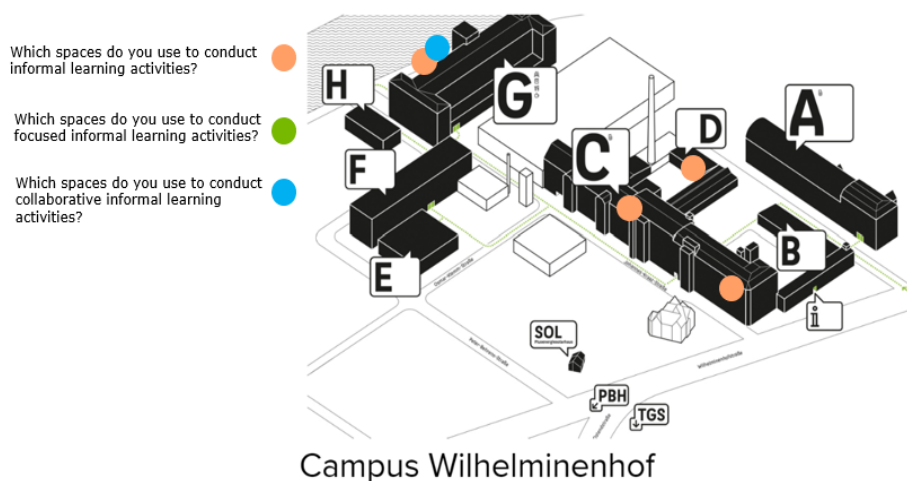 Which spaces do you use to conduct
informal learning activities?
Which spaces do you use to conduct
focused informal learning activities?
Which spaces do you use to conduct
collaborative informal learning
activities?
H
G
D
A
C
F
B
E
i
SOL
PBH
TGS
Wilhelminenhofstraße
Campus Wilhelminenhof